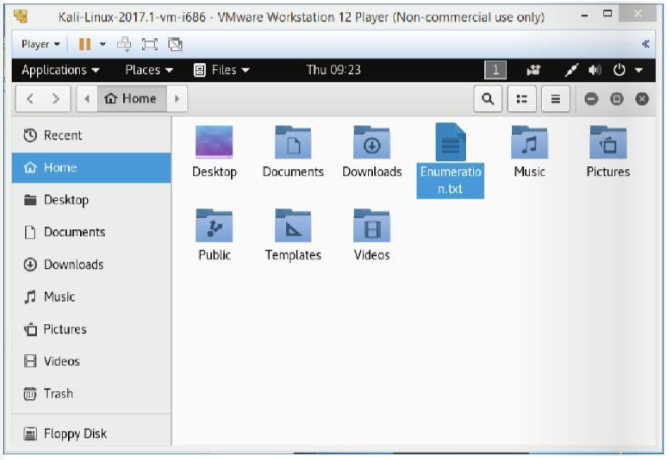 Kali-Linux-2017.1-vm-i686 - VMware Workstation 12 Player (Non-commercial use only)
Player
Applications Places Files Thu 09:23 1
Home
Recent
Home
Desktop
Documents
Downloads
Music
Pictures
Videos
Trash
Floppy Disk
Desktop Documents Downloads Enumeratio Music Pictures
n.txt
Public Templates Videos